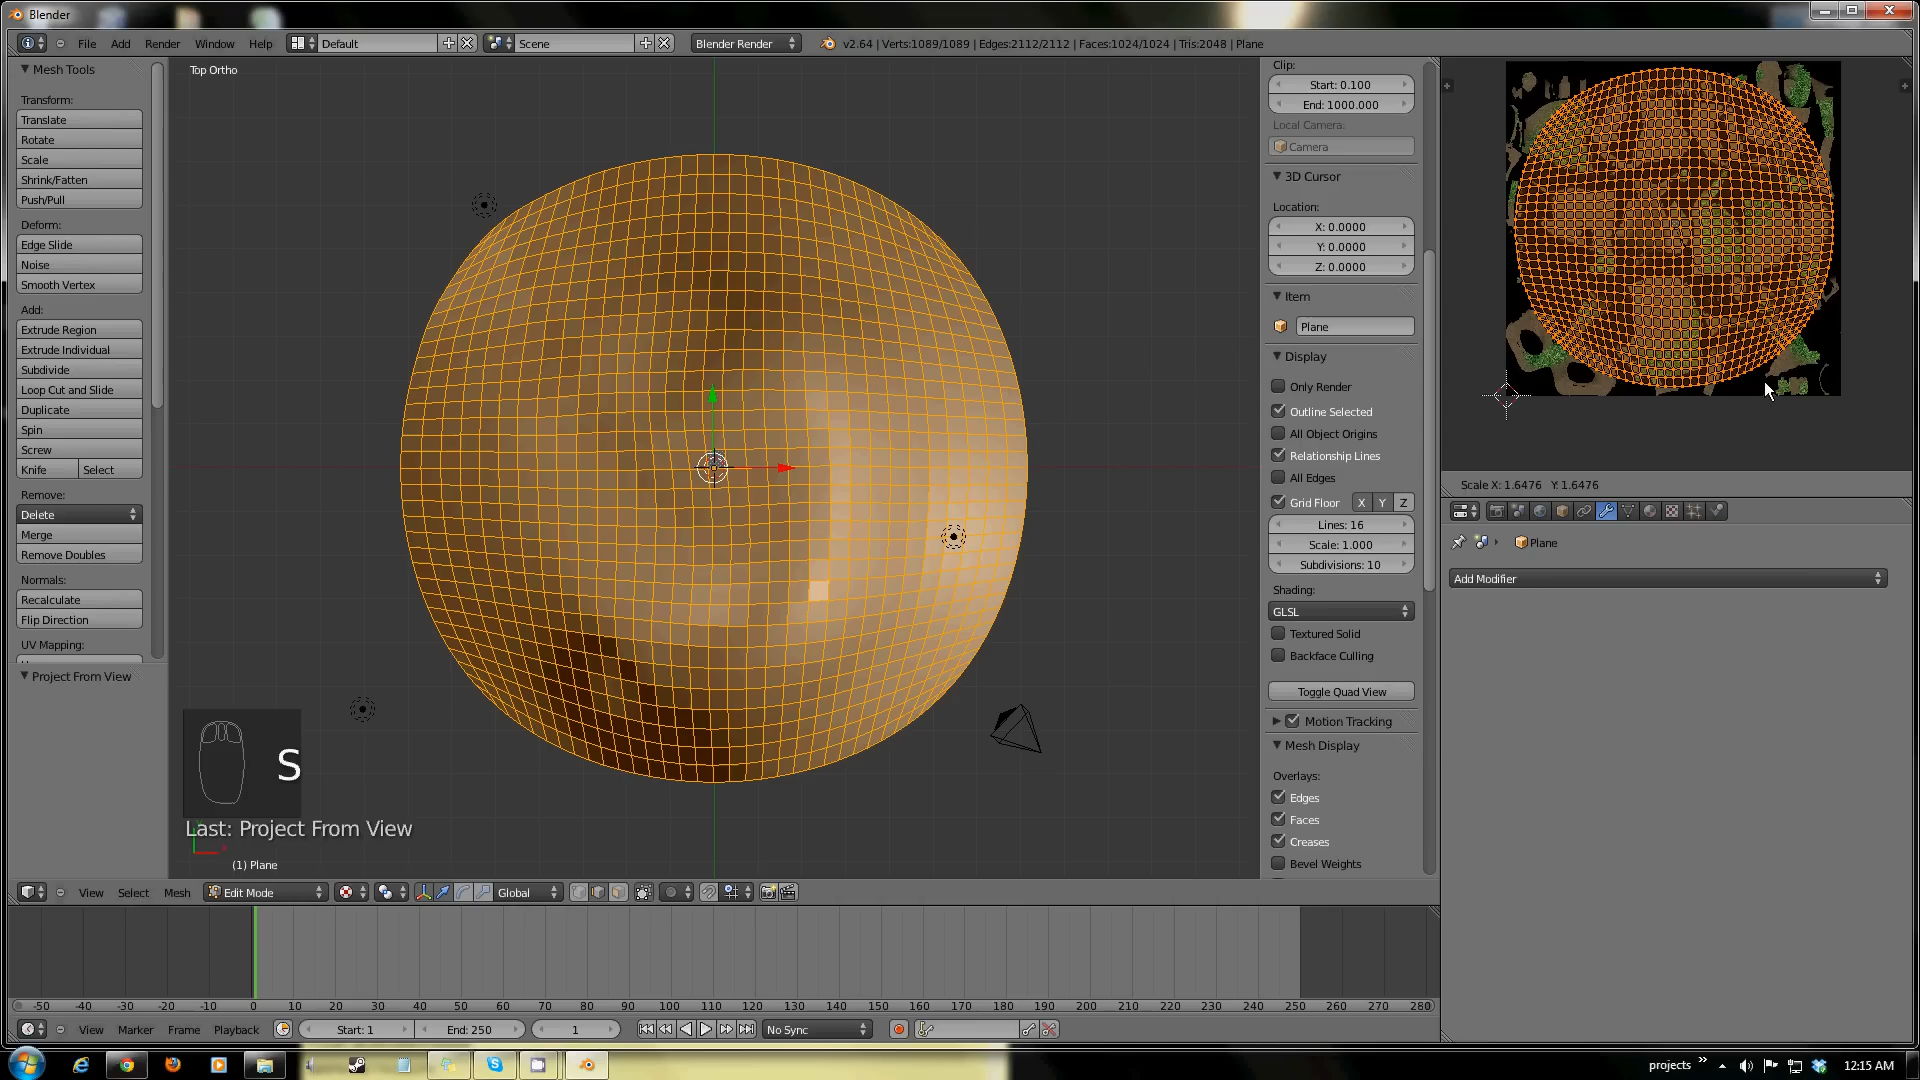 Blender
File Add Render Window Help Default Scene Blender Render v2.64 | Verts:1089/1089 | Edges:2112/2112 | Faces:1024/1024 | Tris:2048 | Plane
Mesh Tools
Transform:
Translate
Rotate
Scale
Shrink/Fatten
Push/Pull
Deform:
Edge Slide
Noise
Smooth Vertex
Add:
Extrude Region
Extrude Individual
Subdivide
Loop Cut and Slide
Duplicate
Spin
Screw
Knife Select
Remove:
Delete
Merge
Remove Doubles
Normals:
Recalculate
Flip Direction
UV Mapping:
Project From View
Top Ortho
S
Last: Project From View
(1) Plane
Clip:
Start: 0.100
End: 1000.000
Local Camera:
Camera
3D Cursor
Location:
X: 0.0000
Y: 0.0000
Z: 0.0000
Item
Plane
Display
Only Render
Outline Selected
All Object Origins
Relationship Lines
All Edges
Grid Floor X Y Z
Lines: 16
Scale: 1.000
Subdivisions: 10
Shading:
GLSL
Textured Solid
Backface Culling
Toggle Quad View
Motion Tracking
Mesh Display
Overlays:
Edges
Faces
Creases
Bevel Weights
Scale X: 1.6476 Y: 1.6476
Plane
Add Modifier
View Select Mesh Edit Mode Global
-50 -40 -30 -20 -10 0 10 20 30 40 50 60 70 80 90 100 110 120 130 140 150 160 170 180 190 200 210 220 230 240 250 260 270 280
View Marker Frame Playback Start: 1 End: 250 1 No Sync
projects 12:15 AM